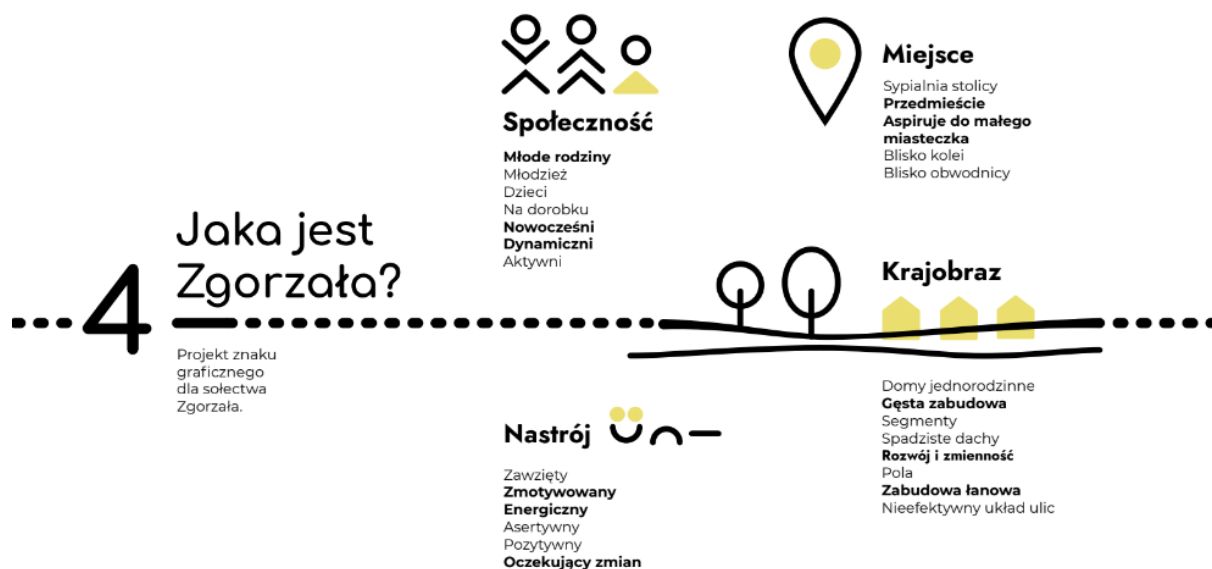 4
Jaka jest
Zgorzała?
Projekt znaku
graficznego
dla sołectwa
Zgorzała.
Społeczność
Młode rodziny
Młodzież
Dzieci
Na dorobku
Nowocześni
Dynamiczni
Aktywni
Miejsce
Sypialnia stolicy
Przedmieście
Aspiruje do małego
miasteczka
Blisko kolei
Blisko obwodnicy
Nastrój
Zawzięty
Zmotywowany
Energiczny
Asertywny
Pozytywny
Oczekujący zmian
Krajobraz
Domy jednorodzinne
Gęsta zabudowa
Segmenty
Spadziste dachy
Rozwój i zmienność
Pola
Zabudowa łanowa
Nieefektywny układ ulic